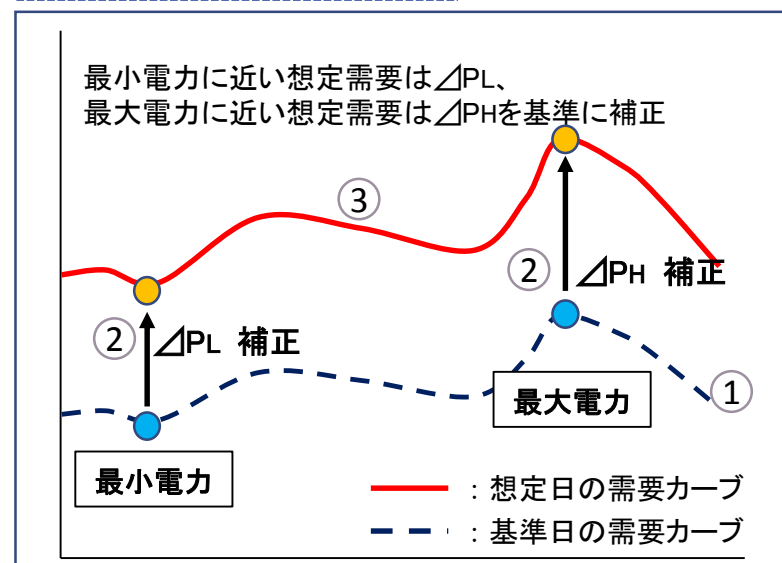 最小電力に近い想定需要は⊿PL、
最大電力に近い想定需要は⊿PHを基準に補正
③
②
⊿PH 補正
②
⊿PL 補正
①
最大電力
最小電力
：想定日の需要カーブ
：基準日の需要カーブ